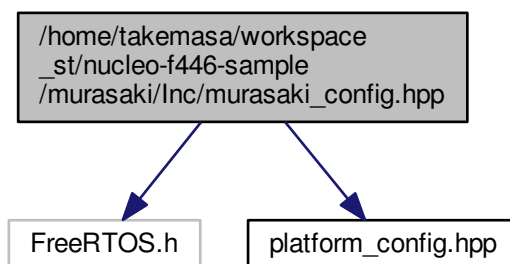 /home/takemasa/workspace
_st/nucleo-f446-sample
/murasaki/Inc/murasaki_config.hpp
FreeRTOS.h
platform_config.hpp